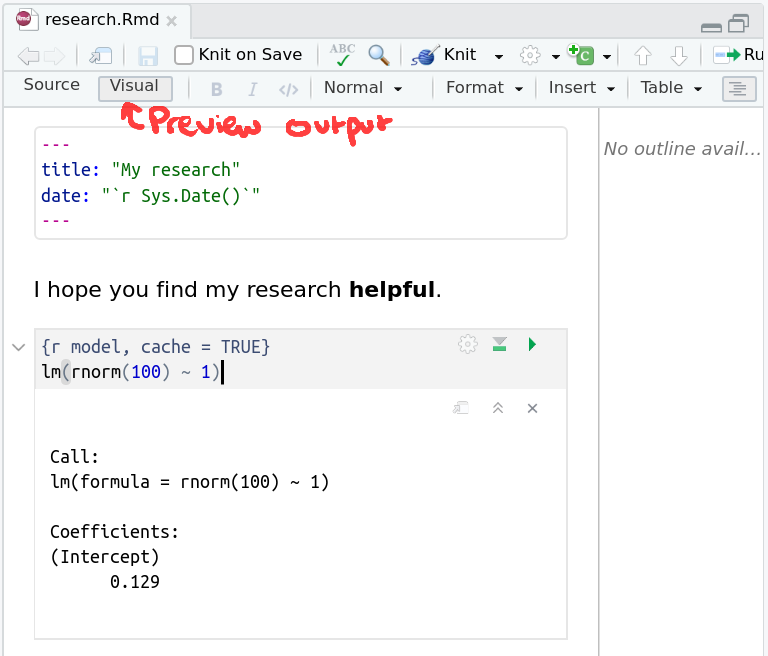 Rmd research.Rmd
Knit on Save ABC Knit C Ru
Source Visual B I </> Normal Format Insert Table
Preview output
---
title: "My research"
date: "`r Sys.Date()`"
---
No outline avail...
I hope you find my research helpful.
{r model, cache = TRUE}
lm(rnorm(100) ~ 1)
Call:
lm(formula = rnorm(100) ~ 1)
Coefficients:
(Intercept)
0.129